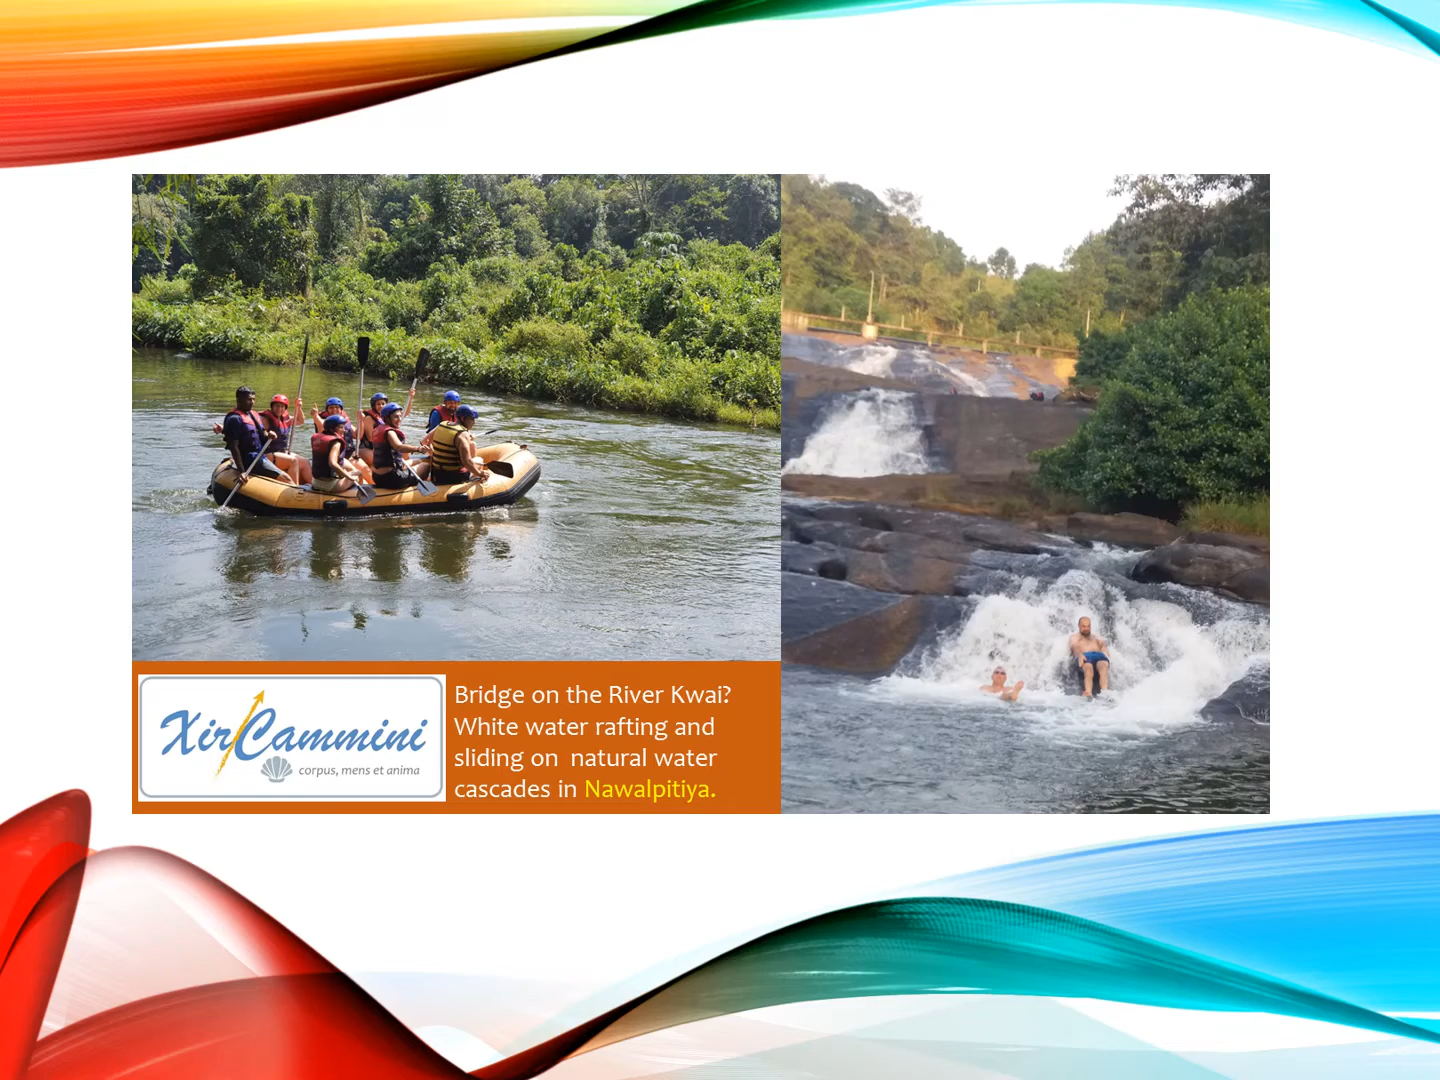 XirCammini
corpus, mens et anima
Bridge on the River Kwai?
White water rafting and
sliding on natural water
cascades in Nawalpitiya.